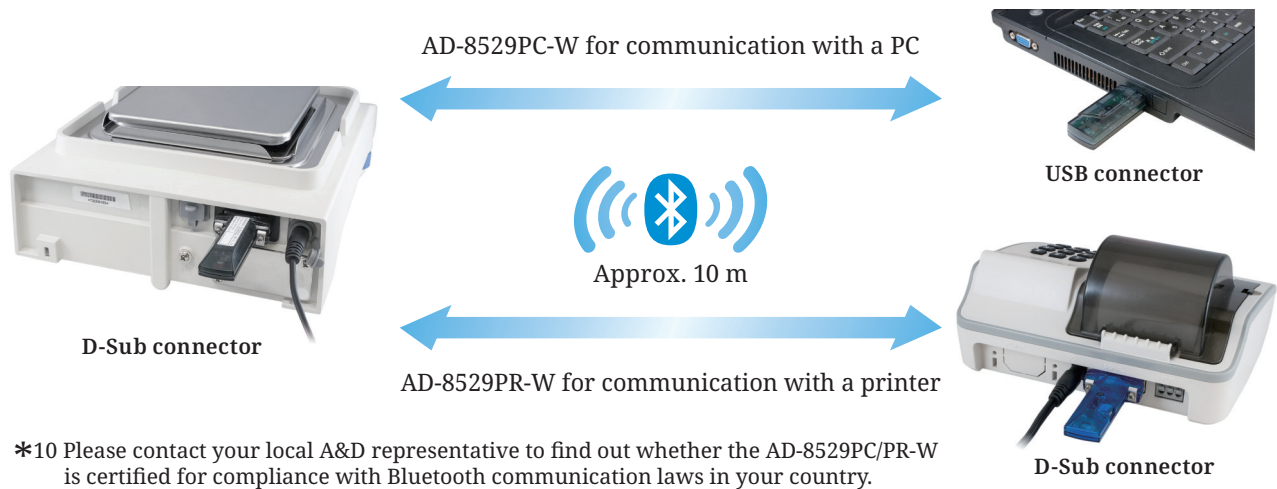 AD-8529PC-W for communication with a PC
USB connector
Approx. 10 m
D-Sub connector
AD-8529PR-W for communication with a printer
*10 Please contact your local A&D representative to find out whether the AD-8529PC/PR-W
is certified for compliance with Bluetooth communication laws in your country.
D-Sub connector